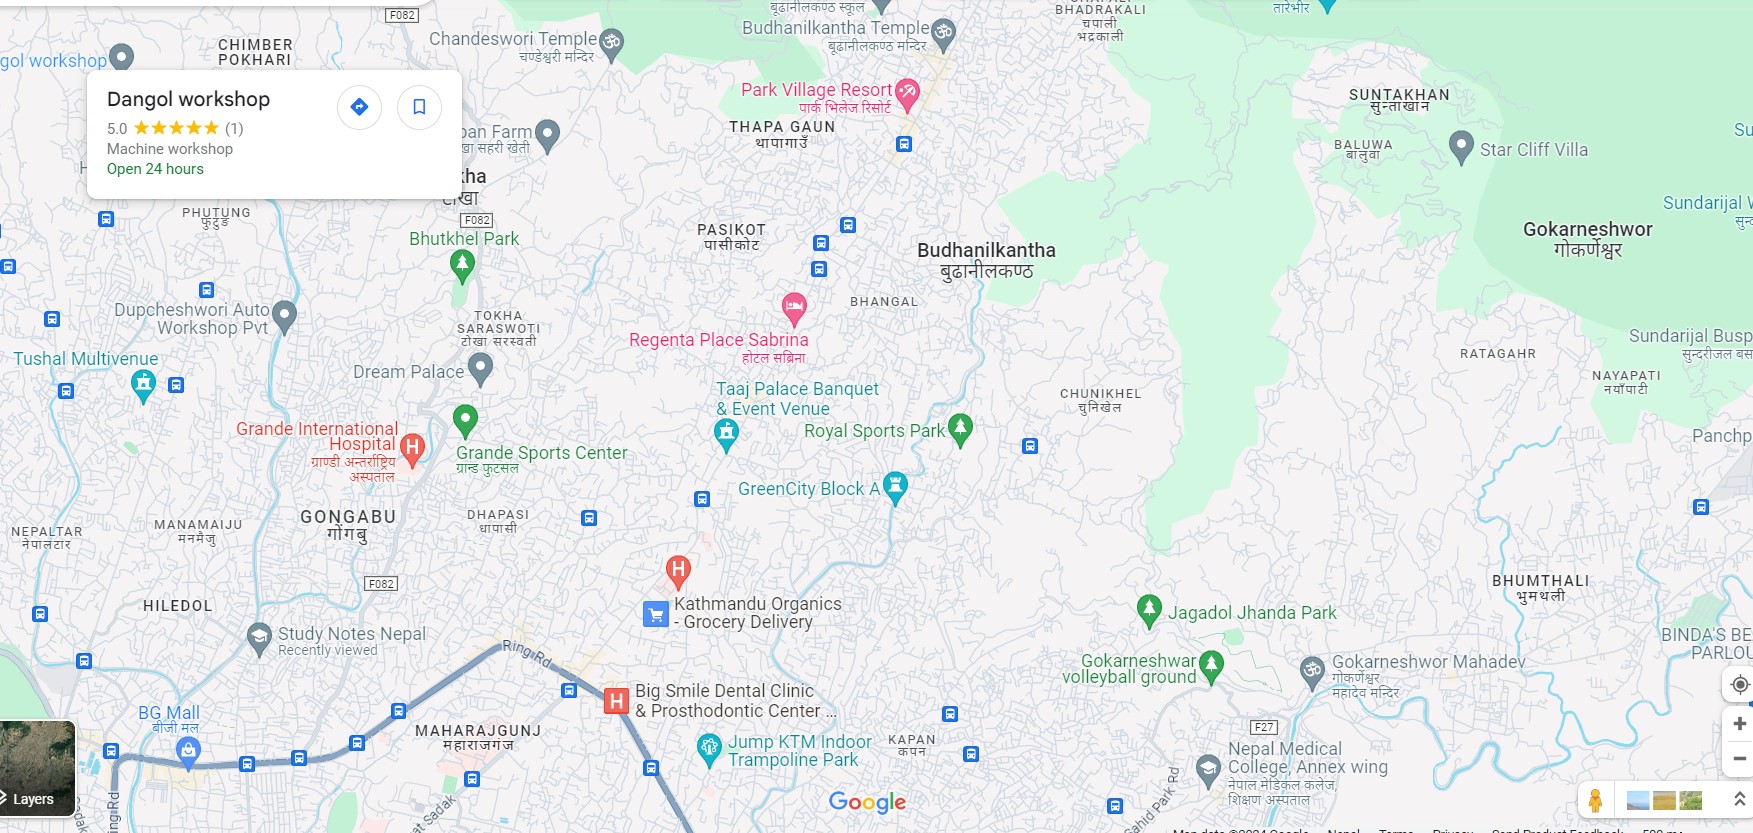 F082
बूढानीलकण्ठ स्कूल
BHADRAKALI
चपाली
भद्रकाली
तारेभीर
gol workshop
CHIMBER
POKHARI
Chandeswori Temple
चण्डेश्वरी मन्दिर
Budhanilkantha Temple
बूढानीलकण्ठ मन्दिर
Dangol workshop
5.0
(1)
Machine workshop
Open 24 hours
Park Village Resort
पार्क भिलेज रिसोर्ट
THAPA GAUN
थापागाउँ
SUNTAKHAN
सुन्ताखान
BALUWA
बालुवा
Star Cliff Villa
ban Farm
खा सहरी खेती
kha
टोखा
F082
PHUTUNG
फुटुङ
Bhutkhel Park
PASIKOT
पासीकोट
Budhanilkantha
बुढानीलकण्ठ
Sundarijal W
Gokarneshwor
गोकर्णेश्वर
BHANGAL
Dupcheshwori Auto
Workshop Pvt
TOKHA
SARASWOTI
टोखा सरस्वती
Regenta Place Sabrina
होटल सब्रिना
Sundarijal Busp
सुन्दरीजल बस
RATAGAHR
NAYAPATI
नयाँपाटी
Tushal Multivenue
Dream Palace
Taaj Palace Banquet
& Event Venue
CHUNIKHEL
चुनिखेल
Grande International
Hospital
ग्राण्डी अन्तर्राष्ट्रिय
अस्पताल
Grande Sports Center
ग्रान्ड फुटसल
Royal Sports Park
Panchp
GreenCity Block A
NEPALTAR
नेपालटार
MANAMAIJU
मनमैजु
GONGABU
गोंगबु
DHAPASI
धापासी
F082
BHUMTHALI
भुमथली
HILEDOL
Kathmandu Organics
- Grocery Delivery
Jagadol Jhanda Park
Study Notes Nepal
Recently viewed
Ring Rd
BINDA'S BE
PARLOU
Gokarneshwar
volleyball ground
Gokarneshwor Mahadev
गोकर्णेश्वर
महादेव मन्दिर
Big Smile Dental Clinic
& Prosthodontic Center ...
BG Mall
बीजी मल
MAHARAJGUNJ
महाराजगंज
F27
Jump KTM Indoor
Trampoline Park
KAPAN
कपन
Nepal Medical
College, Annex wing
नेपाल मेडिकल कलेज,
शिक्षण अस्पताल
Layers
Google